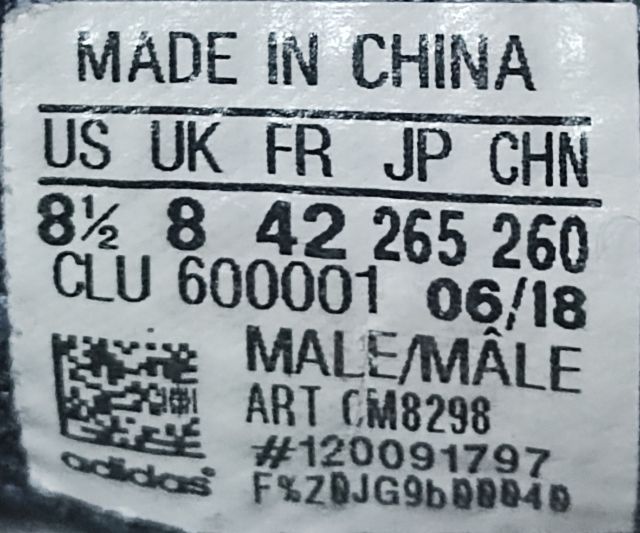 MADE IN CHINA
US UK FR JP CHN
8½ 8 42 265 260
CLU 600001 06/18
MALE/MÂLE
ART CM8298
#120091797
adidas
F%Z0JG9b00040